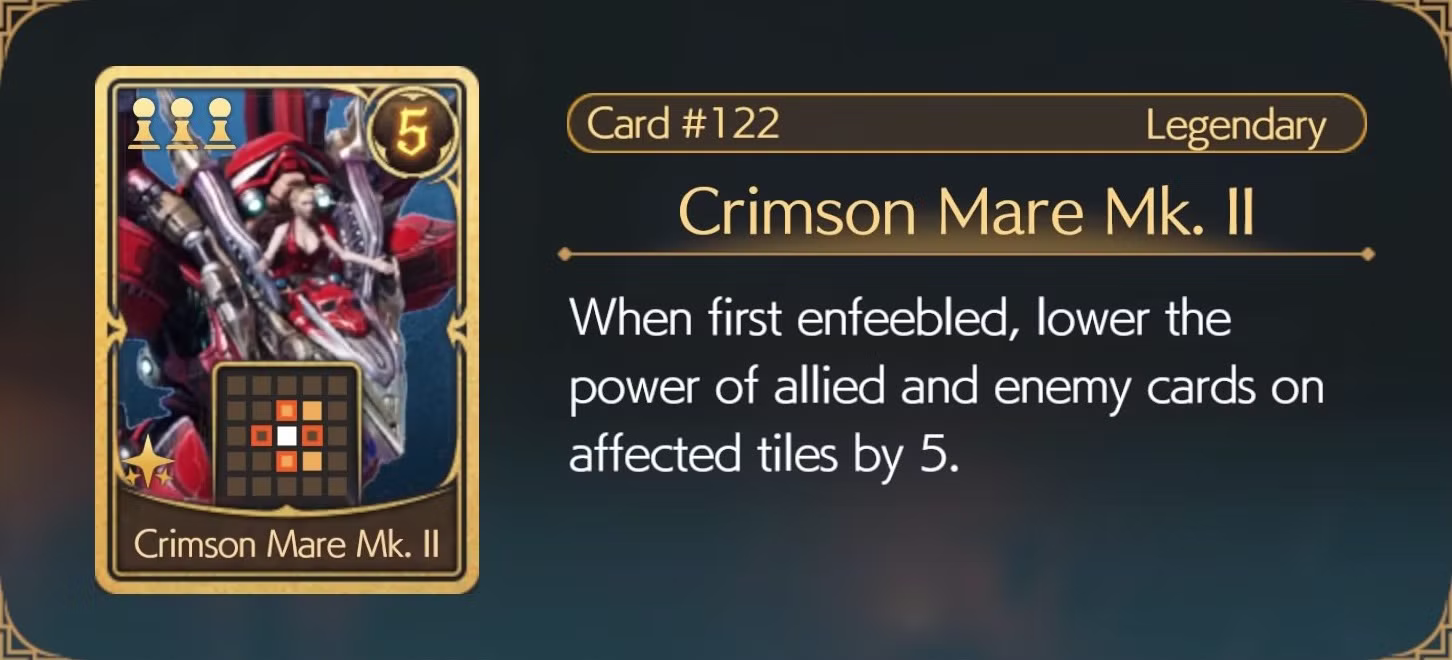 5
Crimson Mare Mk. II
Card #122 Legendary
Crimson Mare Mk. II
When first enfeebled, lower the
power of allied and enemy cards on
affected tiles by 5.